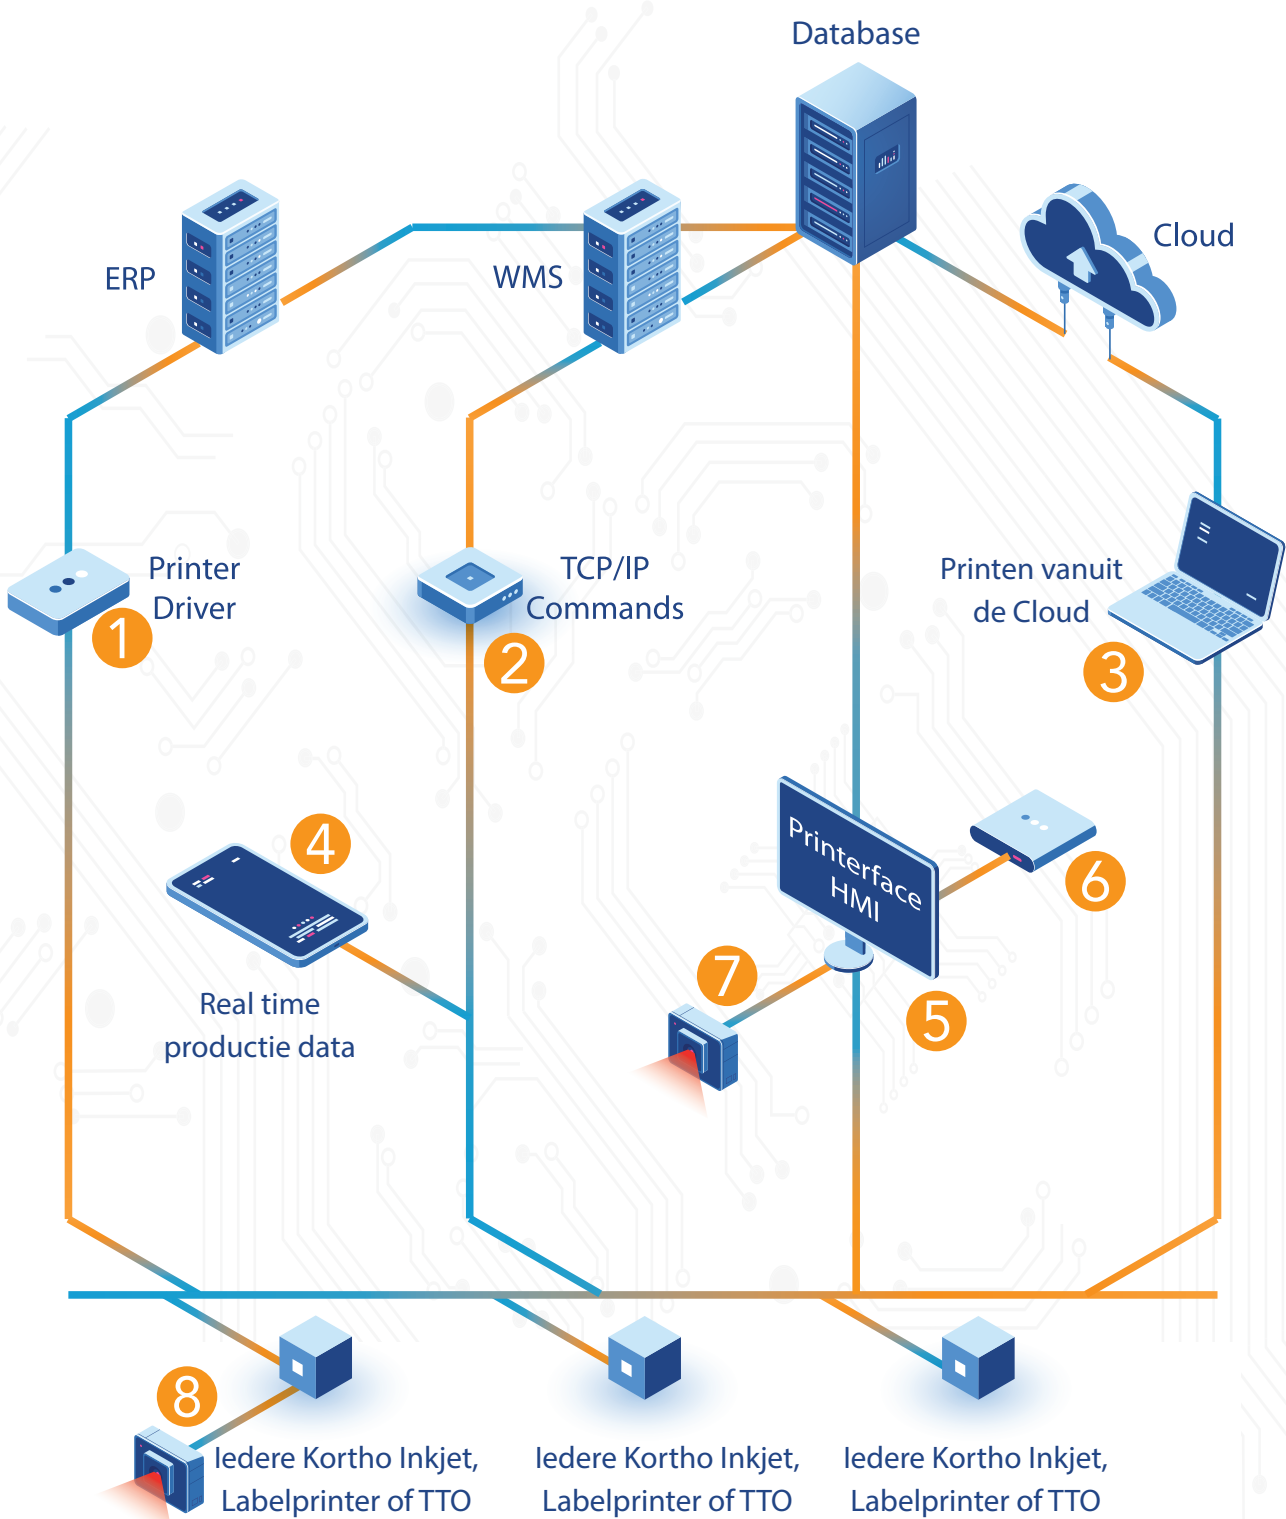 Database
Cloud
ERP
WMS
Printer
Driver
1
TCP/IP
Commands
2
Printen vanuit
de Cloud
3
4
Real time
productie data
Printerface
HMI
5
6
7
8
Iedere Kortho Inkjet,
Labelprinter of TTO
Iedere Kortho Inkjet,
Labelprinter of TTO
Iedere Kortho Inkjet,
Labelprinter of TTO